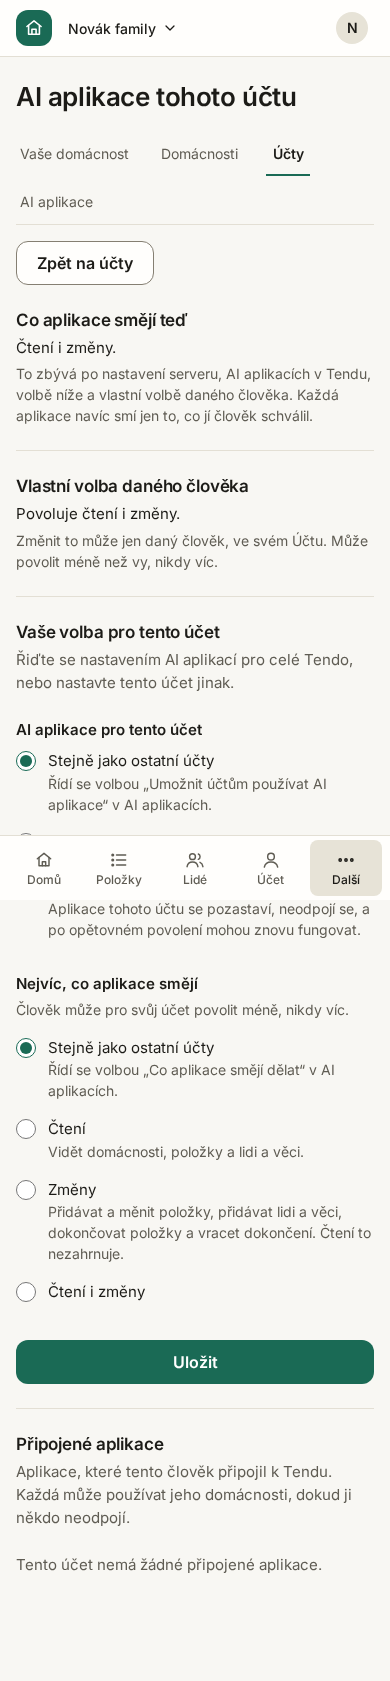 Novák family
N
AI aplikace tohoto účtu
Vaše domácnost
Domácnosti
Účty
AI aplikace
Zpět na účty
Co aplikace smějí teď
Čtení i změny.
To zbývá po nastavení serveru, AI aplikacích v Tendu,
volbě níže a vlastní volbě daného člověka. Každá
aplikace navíc smí jen to, co jí člověk schválil.
Vlastní volba daného člověka
Povoluje čtení i změny.
Změnit to může jen daný člověk, ve svém Účtu. Může
povolit méně než vy, nikdy víc.
Vaše volba pro tento účet
Řiďte se nastavením AI aplikací pro celé Tendo,
nebo nastavte tento účet jinak.
AI aplikace pro tento účet
Stejně jako ostatní účty
Řídí se volbou „Umožnit účtům používat AI
aplikace“ v AI aplikacích.
Domů
Položky
Lidé
Účet
Další
Aplikace tohoto účtu se pozastaví, neodpojí se, a
po opětovném povolení mohou znovu fungovat.
Nejvíc, co aplikace smějí
Člověk může pro svůj účet povolit méně, nikdy víc.
Stejně jako ostatní účty
Řídí se volbou „Co aplikace smějí dělat“ v AI
aplikacích.
Čtení
Vidět domácnosti, položky a lidi a věci.
Změny
Přidávat a měnit položky, přidávat lidi a věci,
dokončovat položky a vracet dokončení. Čtení to
nezahrnuje.
Čtení i změny
Uložit
Připojené aplikace
Aplikace, které tento člověk připojil k Tendu.
Každá může používat jeho domácnosti, dokud ji
někdo neodpojí.
Tento účet nemá žádné připojené aplikace.